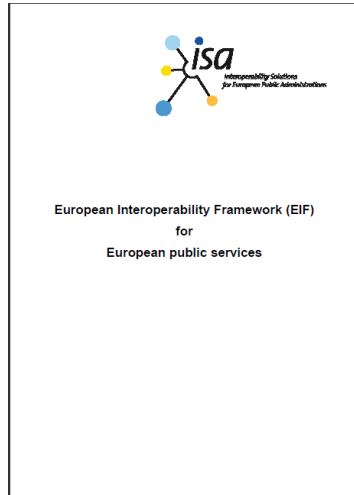 isa
Interoperability Solutions
for European Public Administrations
European Interoperability Framework (EIF)
for
European public services